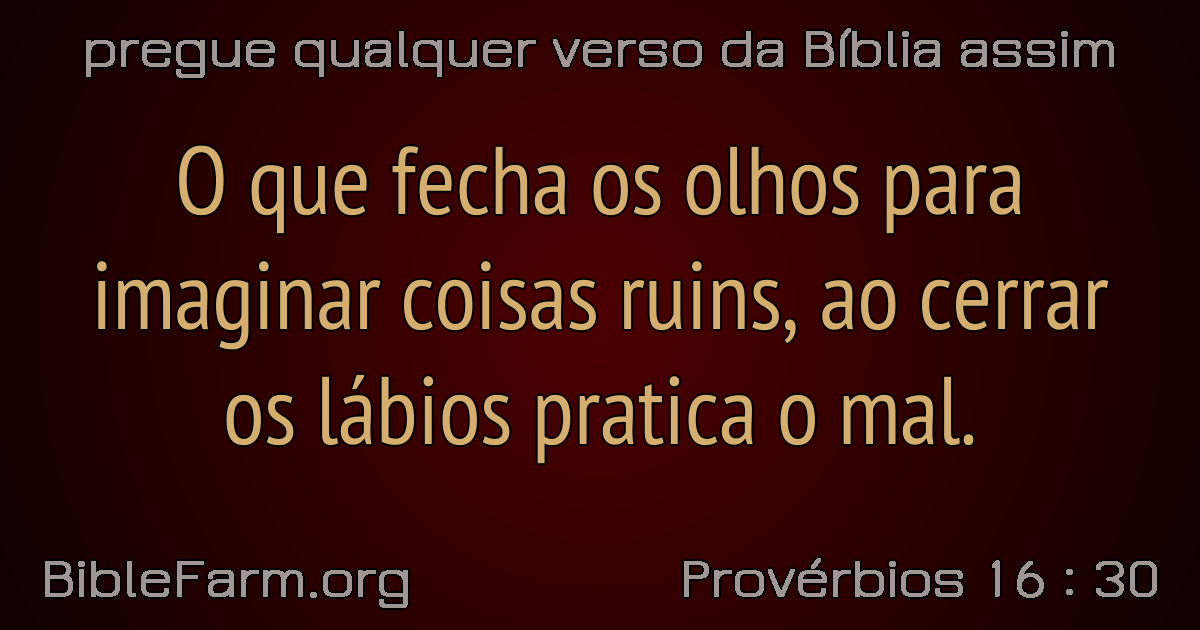 pregue qualquer verso da Bíblia assim
O que fecha os olhos para
imaginar coisas ruins, ao cerrar
os lábios pratica o mal.
BibleFarm.org
Provérbios 16 : 30